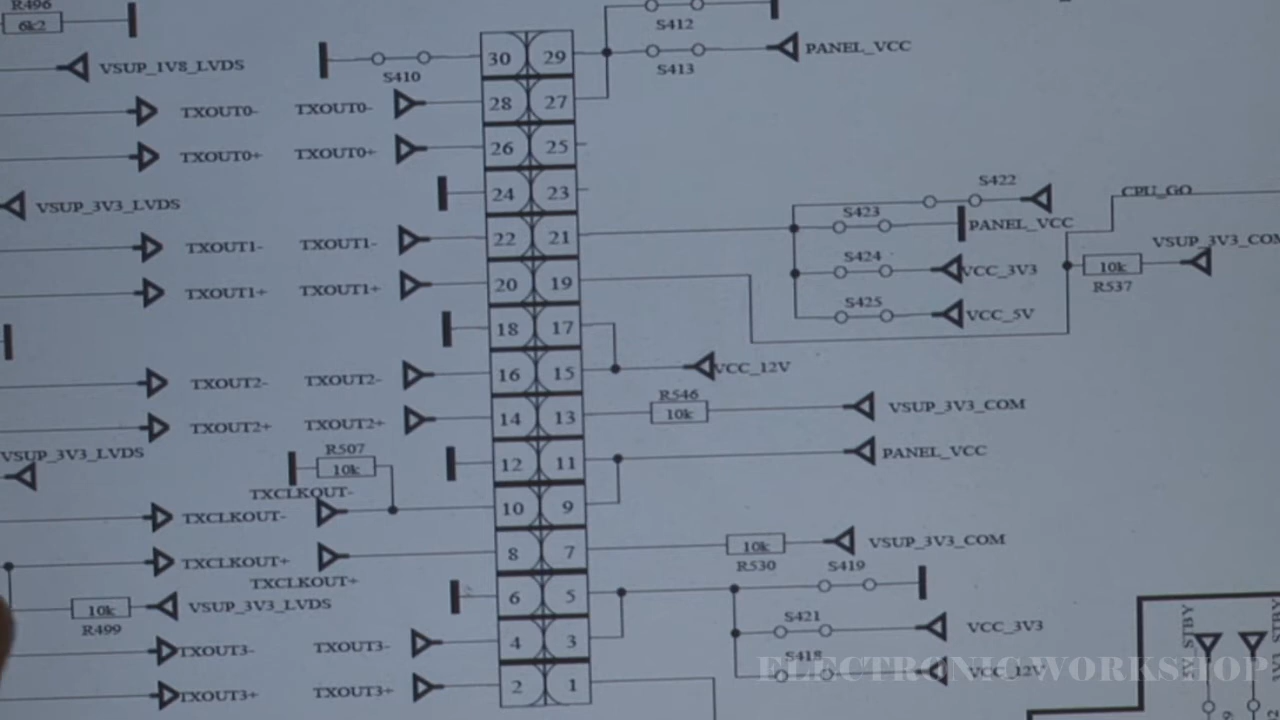 R496
6k2
S412
30 29
PANEL_VCC
S413
VSUP_1V8_LVDS
S410
TXOUT0- TXOUT0- 28 27
TXOUT0+ TXOUT0+ 26 25
24 23
S422
CPU_GO
VSUP_3V3_LVDS
S423
PANEL_VCC
TXOUT1- TXOUT1- 22 21
VSUP_3V3_COM
S424
VCC_3V3
10k
R537
TXOUT1+ TXOUT1+ 20 19
S425
VCC_5V
18 17
VCC_12V
TXOUT2- TXOUT2- 16 15
R546
10k
VSUP_3V3_COM
TXOUT2+ TXOUT2+ 14 13
VSUP_3V3_LVDS
R507
10k
12 11
PANEL_VCC
TXCLKOUT-
TXCLKOUT- 10 9
TXCLKOUT+ 8 7
10k
R530
VSUP_3V3_COM
TXCLKOUT+
S419
VSUP_3V3_LVDS
10k
R499
6 5
S421
VCC_3V3
TXOUT3- TXOUT3- 4 3
S418
VCC_12V
TXOUT3+ TXOUT3+ 2 1
ELECTRONIC WORKSHOP